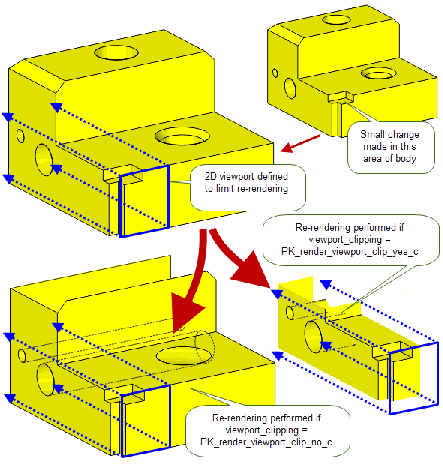 Small change
made in this
area of body
2D viewport defined
to limit re-rendering
Re-rendering performed if
viewport_clipping =
PK_render_viewport_clip_yes_c
Re-rendering performed if
viewport_clipping =
PK_render_viewport_clip_no_c